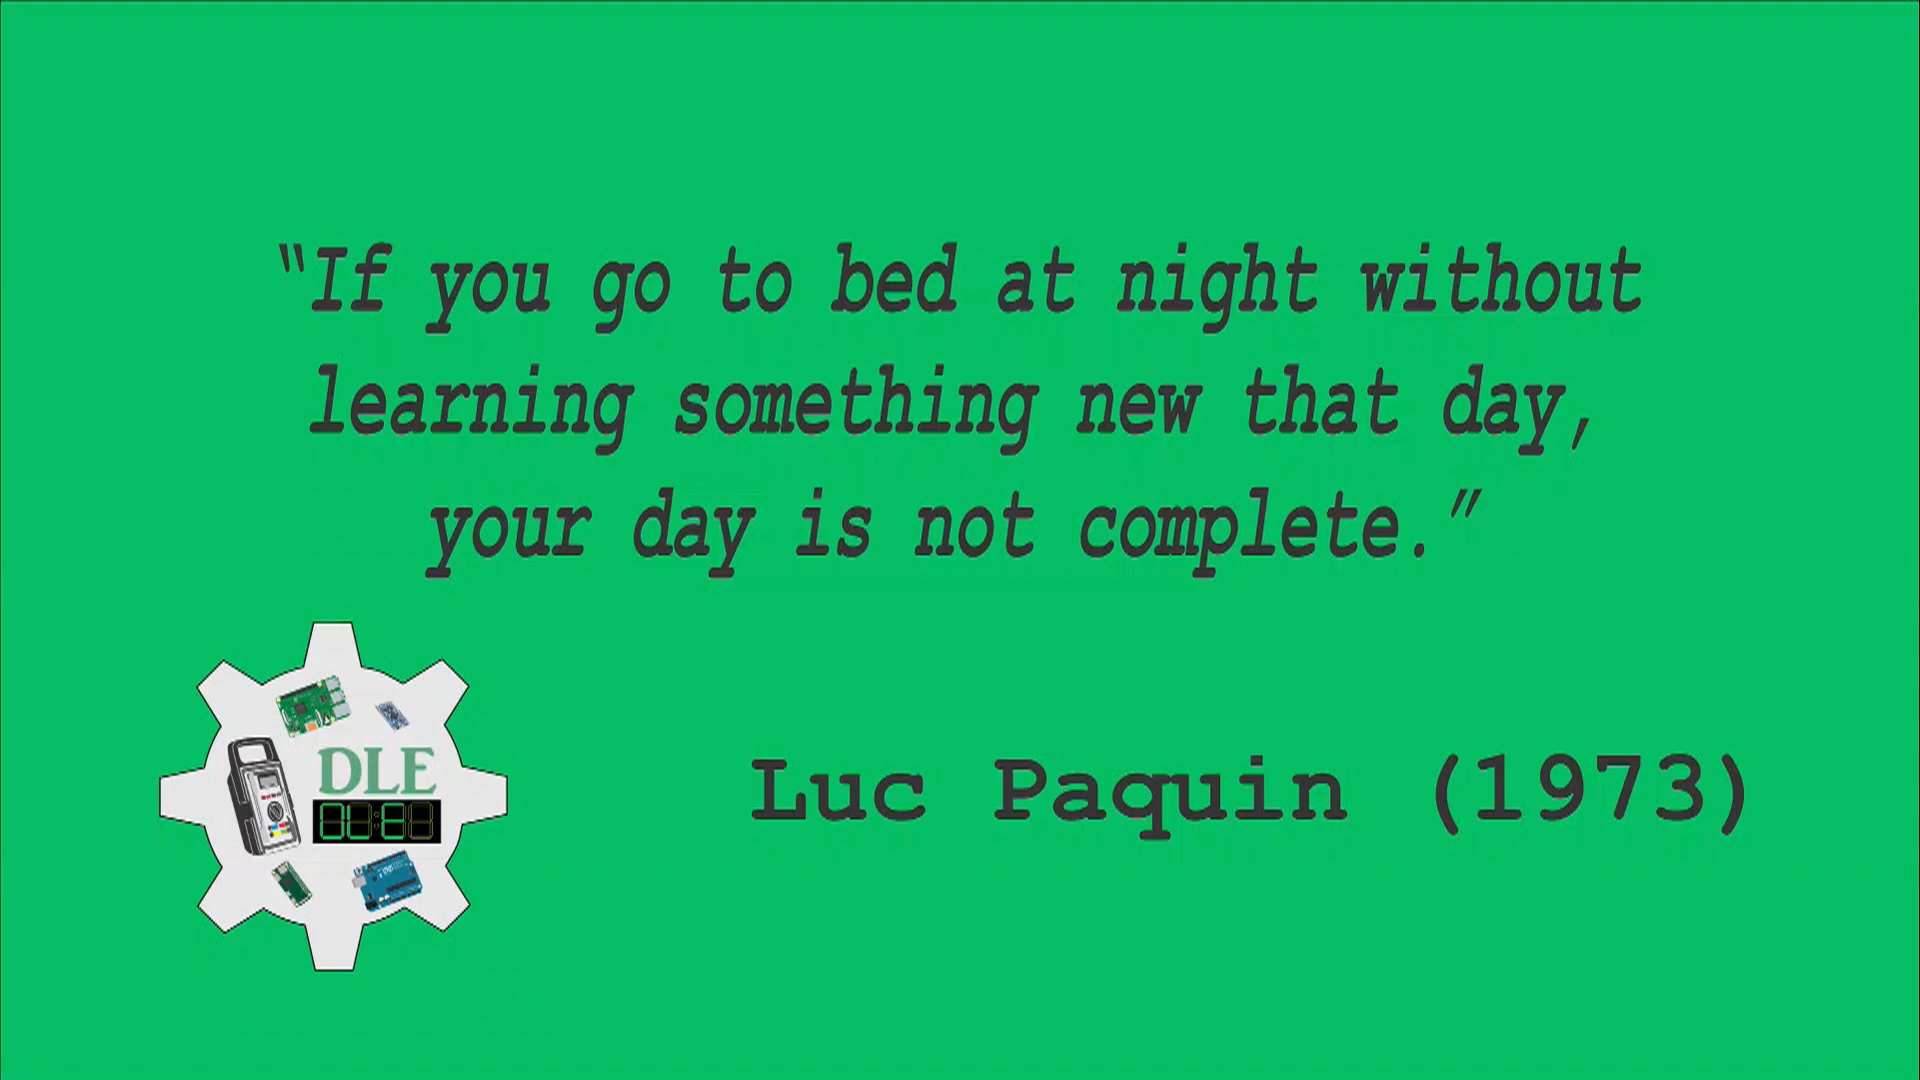 “If you go to bed at night without
learning something new that day,
your day is not complete.”
DLE
Luc Paquin (1973)